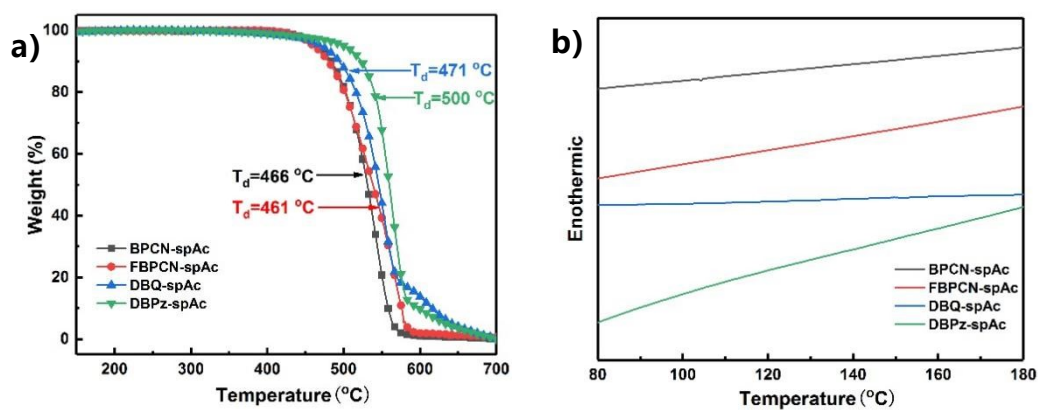 a)
Weight (%)
100
80
60
40
20
0
T_d=471 °C
T_d=500 °C
T_d=466 °C
T_d=461 °C
BPCN-spAc
FBPCN-spAc
DBQ-spAc
DBPz-spAc
200 300 400 500 600 700
Temperature (°C)
b)
Enothermic
BPCN-spAc
FBPCN-spAc
DBQ-spAc
DBPz-spAc
80 100 120 140 160 180
Temperature (°C)